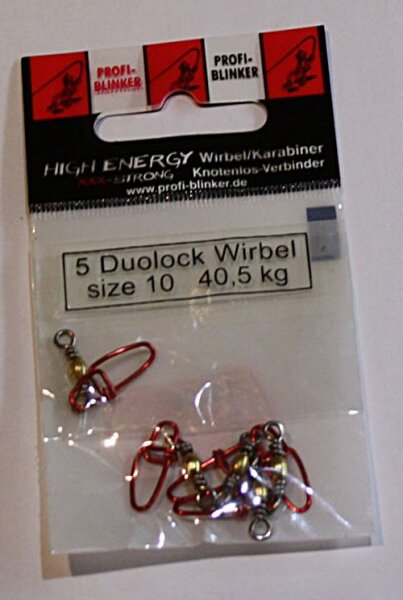 PROFI-
BLINKER
PROFI-
BLINKER
HIGH ENERGY Wirbel/Karabiner
XXX-STRONG Knotenlos-Verbinder
www.profi-blinker.de
5 Duolock Wirbel
size 10 40,5 kg